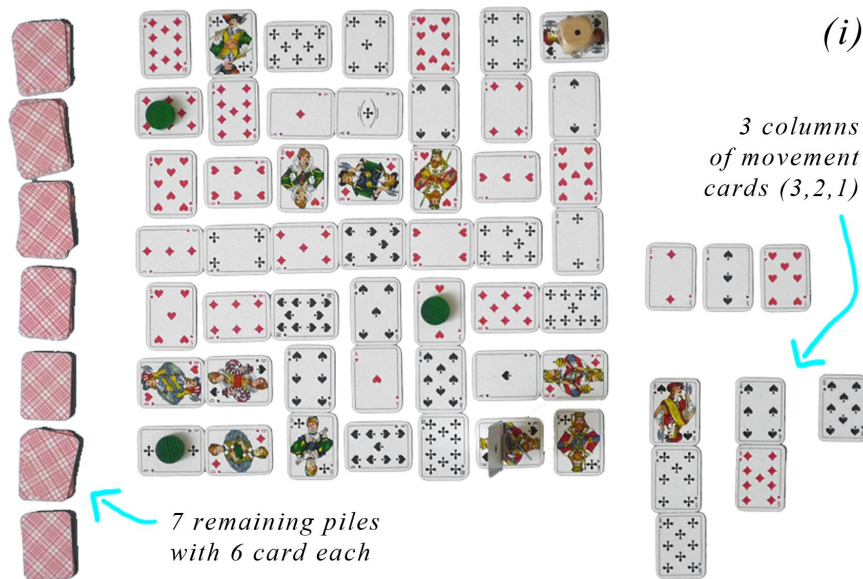 (i)
3 columns
of movement
cards (3,2,1)
7 remaining piles
with 6 card each